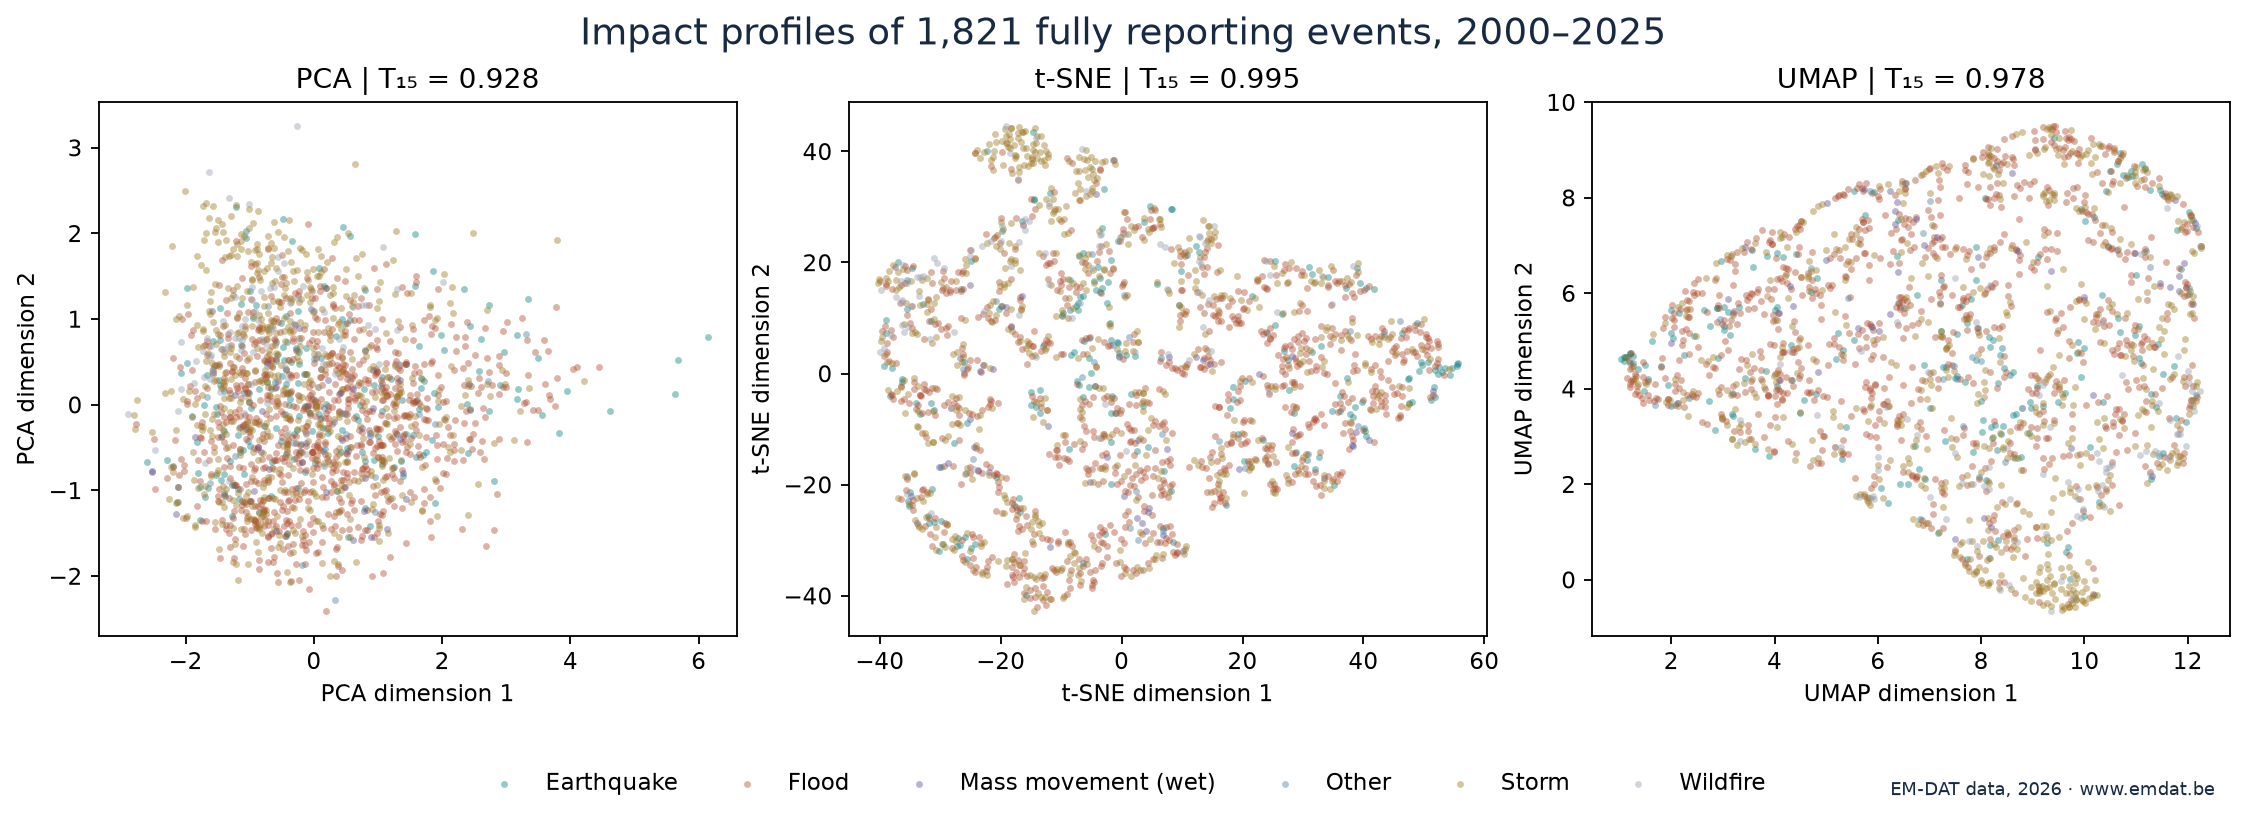 Impact profiles of 1,821 fully reporting events, 2000–2025
PCA | T₁₅ = 0.928
3
2
1
0
−1
−2
PCA dimension 2
−2
0
2
4
6
PCA dimension 1
t-SNE | T₁₅ = 0.995
40
20
0
−20
−40
t-SNE dimension 2
−40
−20
0
20
40
60
t-SNE dimension 1
UMAP | T₁₅ = 0.978
10
8
6
4
2
0
UMAP dimension 2
2
4
6
8
10
12
UMAP dimension 1
Earthquake
Flood
Mass movement (wet)
Other
Storm
Wildfire
EM-DAT data, 2026 · www.emdat.be